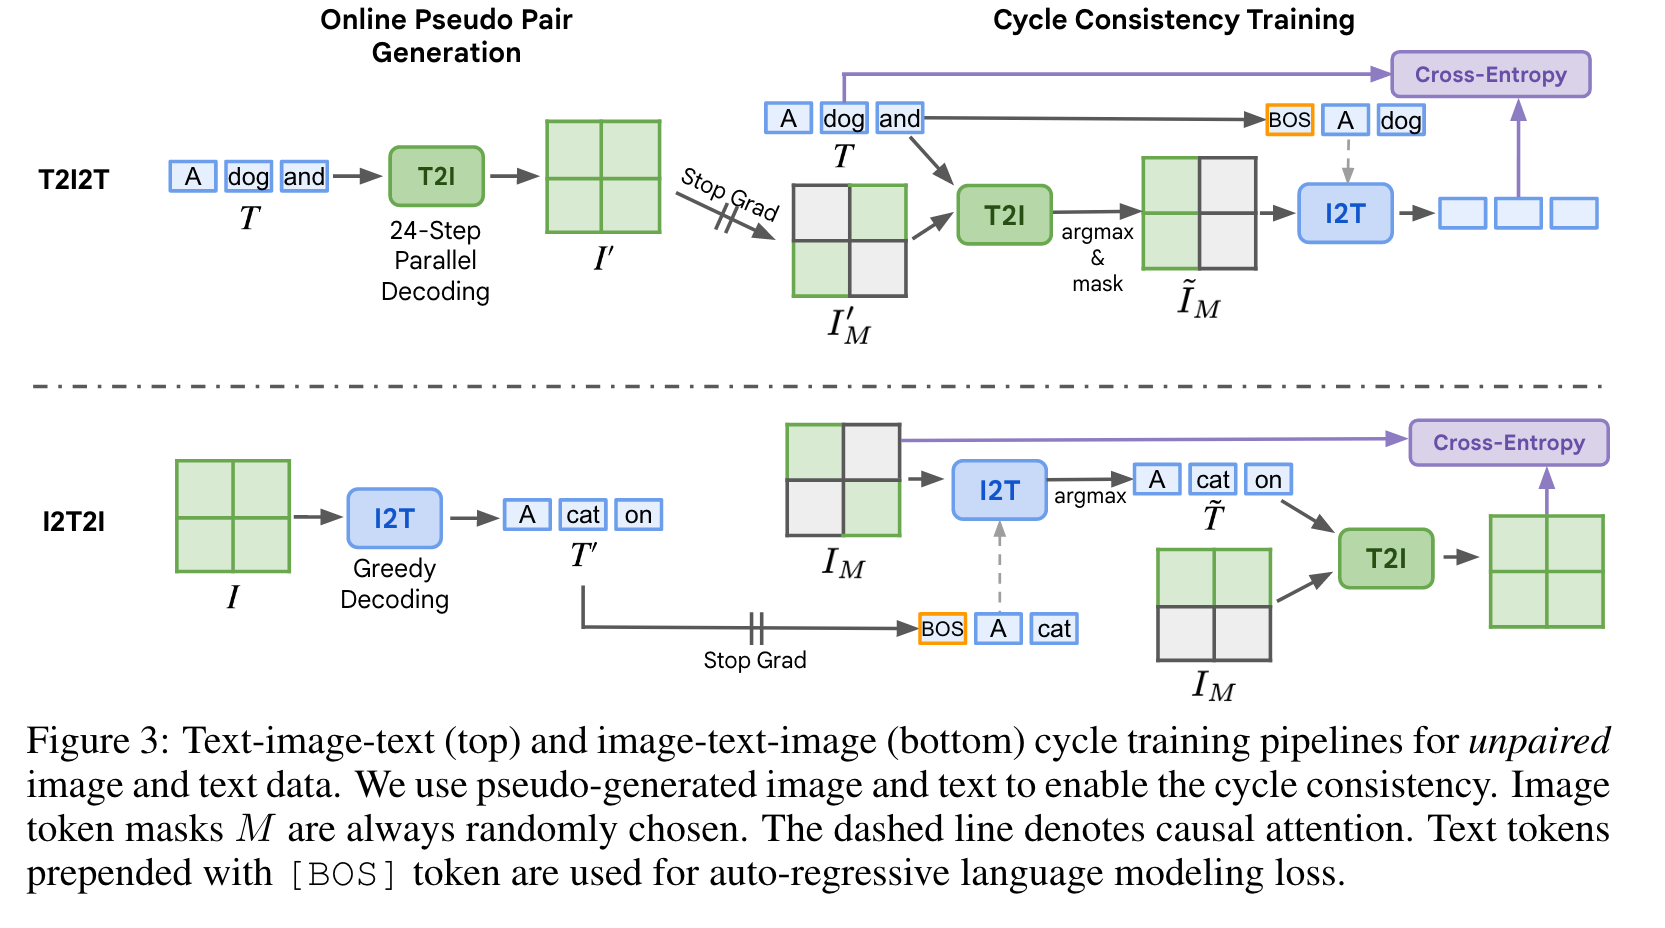 Online Pseudo Pair
Generation
Cycle Consistency Training
T2I2T
A dog and
T
T2I
24-Step
Parallel
Decoding
I′
Stop Grad
A dog and
T
I′_M
T2I
argmax
&
mask
Ĩ_M
BOS A dog
I2T
Cross-Entropy
I2T2I
I
I2T
Greedy
Decoding
A cat on
T′
Stop Grad
BOS A cat
I_M
I2T
argmax
A cat on
T̃
I_M
T2I
Cross-Entropy
Figure 3: Text-image-text (top) and image-text-image (bottom) cycle training pipelines for unpaired
image and text data. We use pseudo-generated image and text to enable the cycle consistency. Image
token masks M are always randomly chosen. The dashed line denotes causal attention. Text tokens
prepended with [BOS] token are used for auto-regressive language modeling loss.